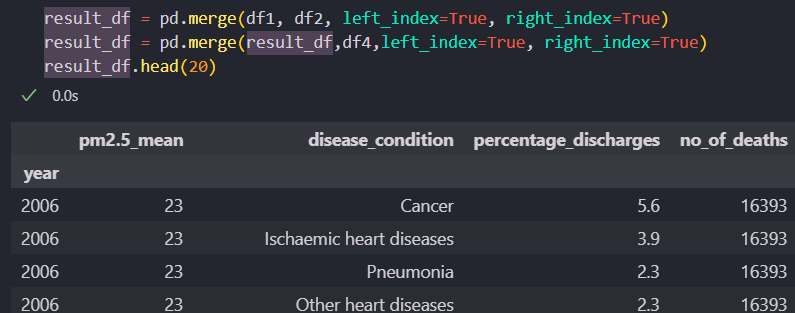 result_df = pd.merge(df1, df2, left_index=True, right_index=True)
result_df = pd.merge(result_df,df4,left_index=True, right_index=True)
result_df.head(20)
0.0s
pm2.5_mean disease_condition percentage_discharges no_of_deaths
year
2006 23 Cancer 5.6 16393
2006 23 Ischaemic heart diseases 3.9 16393
2006 23 Pneumonia 2.3 16393
2006 23 Other heart diseases 2.3 16393